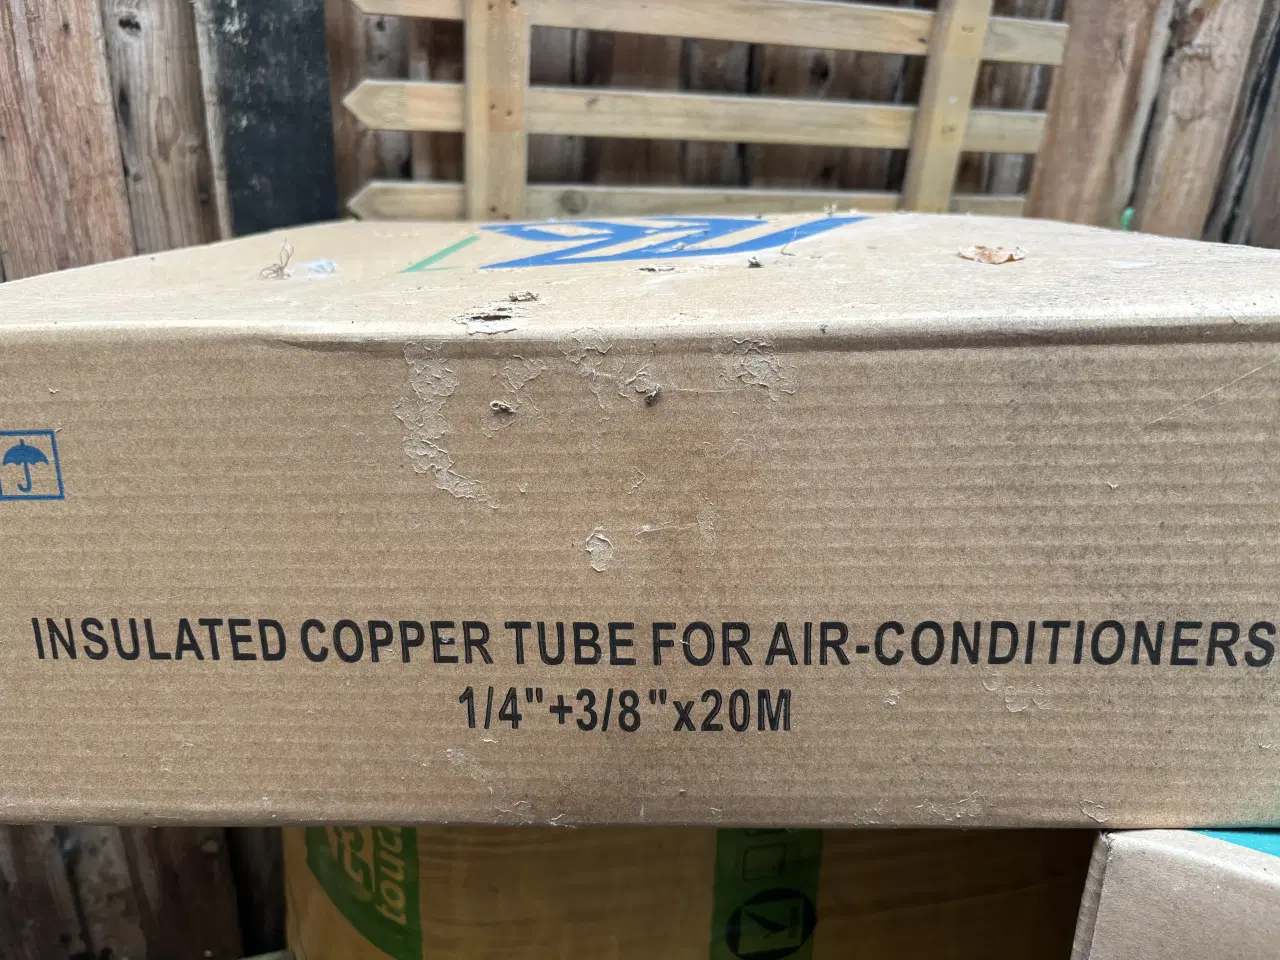 INSULATED COPPER TUBE FOR AIR-CONDITIONERS
1/4"+3/8"x20M